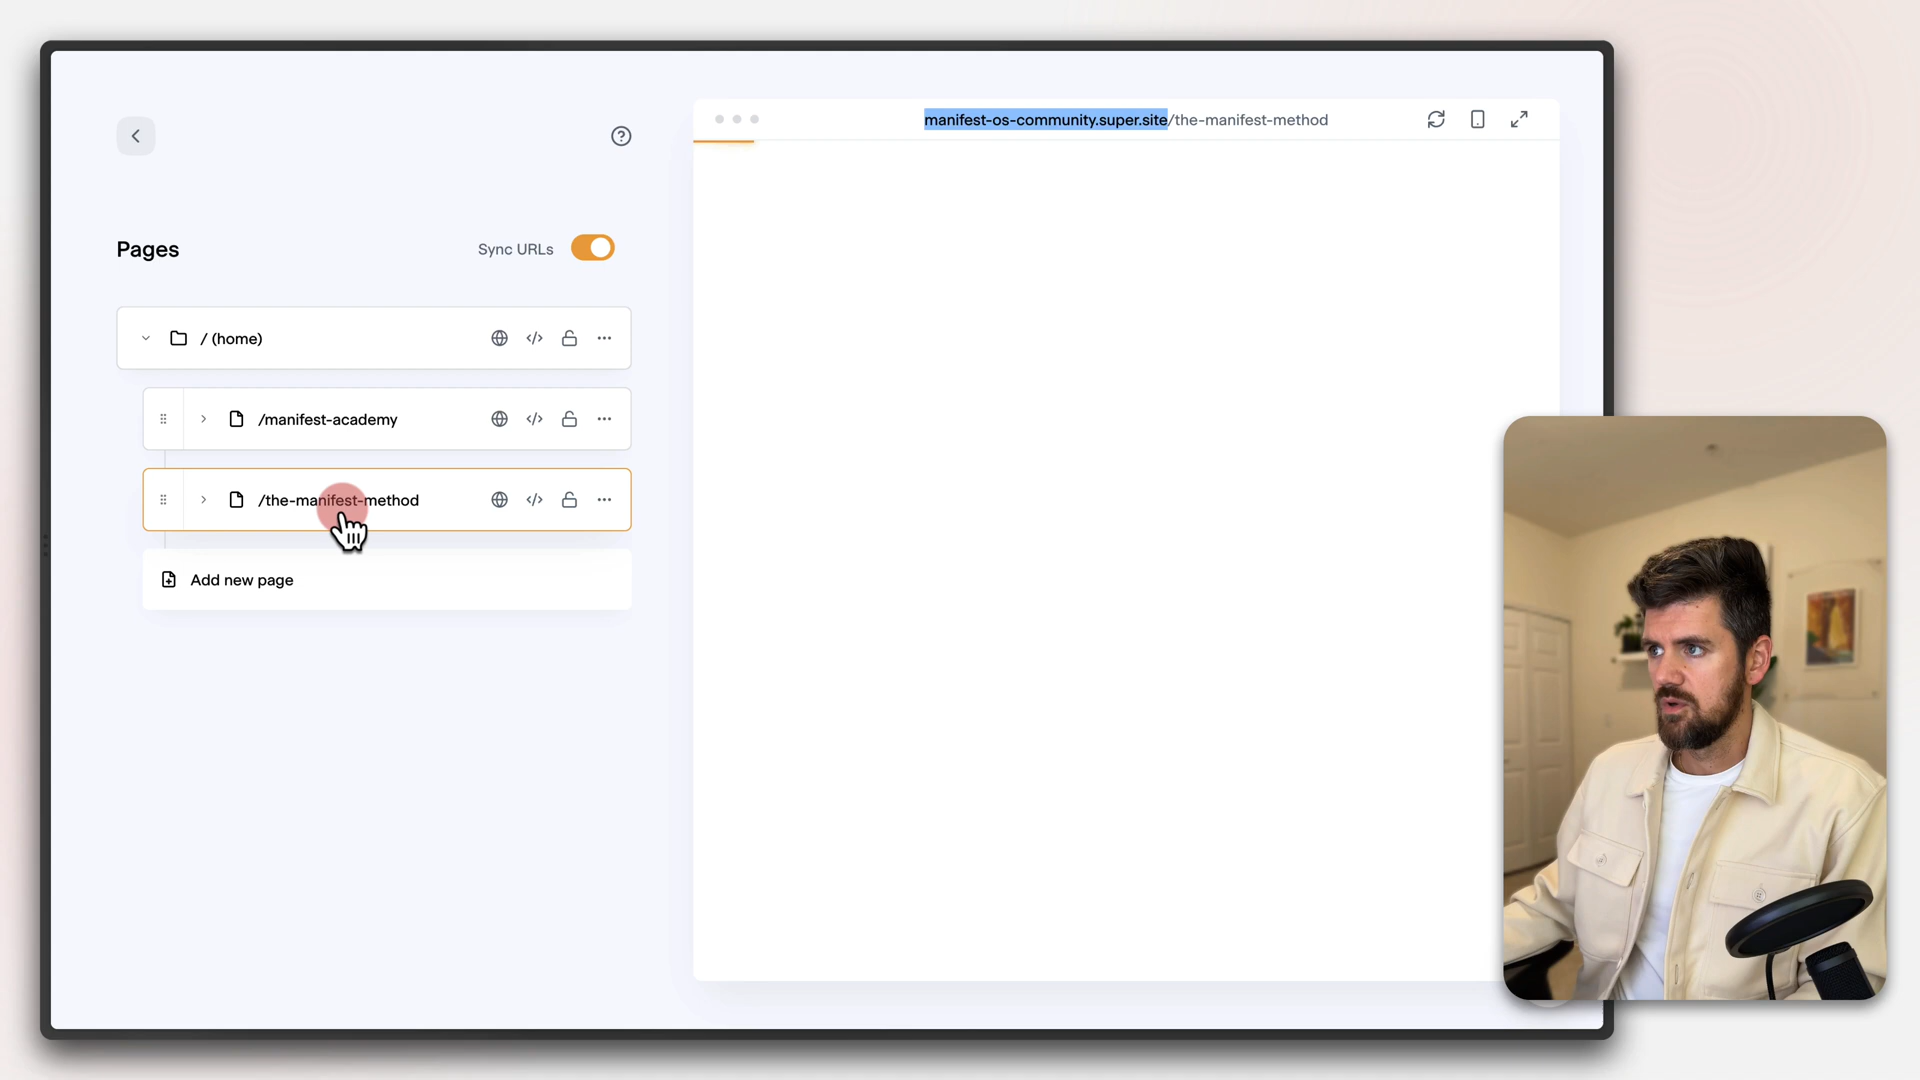 manifest-os-community.super.site/the-manifest-method
Pages
Sync URLs
/ (home)
/manifest-academy
/the-manifest-method
Add new page